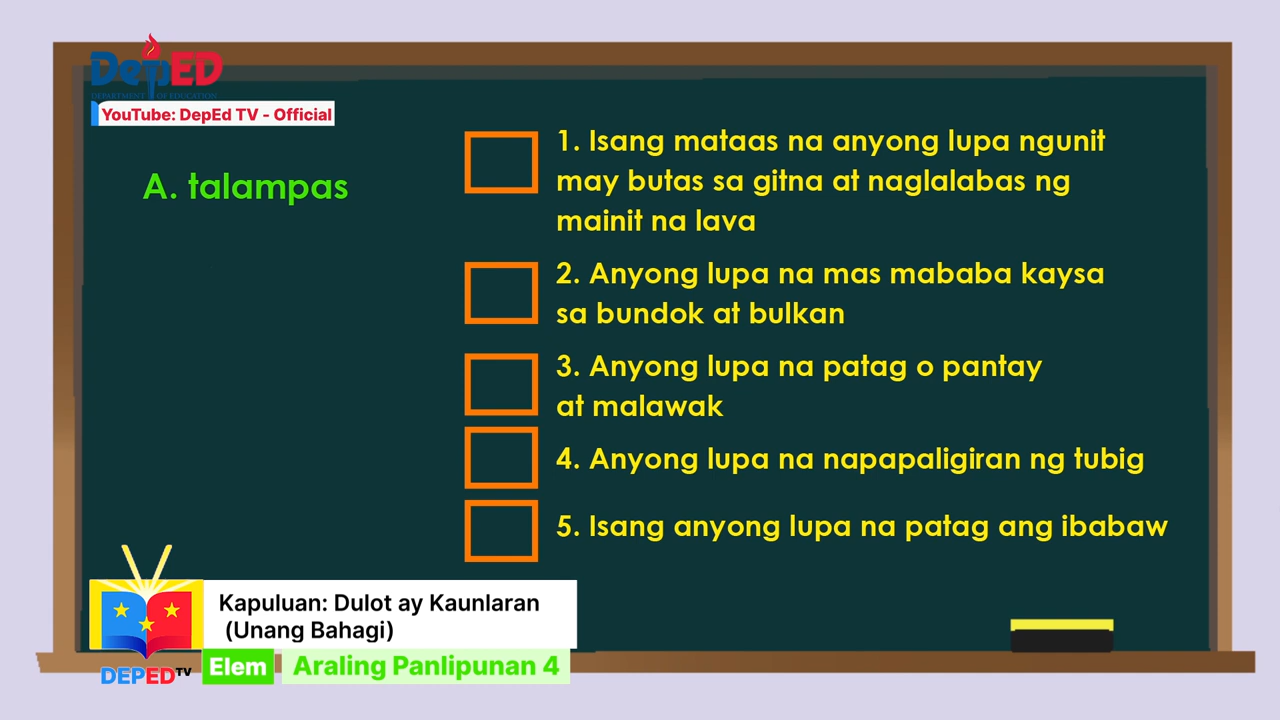 DepED
DEPARTMENT OF EDUCATION
YouTube: DepEd TV - Official
A. talampas
1. Isang mataas na anyong lupa ngunit
may butas sa gitna at naglalabas ng
mainit na lava
2. Anyong lupa na mas mababa kaysa
sa bundok at bulkan
3. Anyong lupa na patag o pantay
at malawak
4. Anyong lupa na napapaligiran ng tubig
5. Isang anyong lupa na patag ang ibabaw
Kapuluan: Dulot ay Kaunlaran
(Unang Bahagi)
DEPED TV
Elem
Araling Panlipunan 4